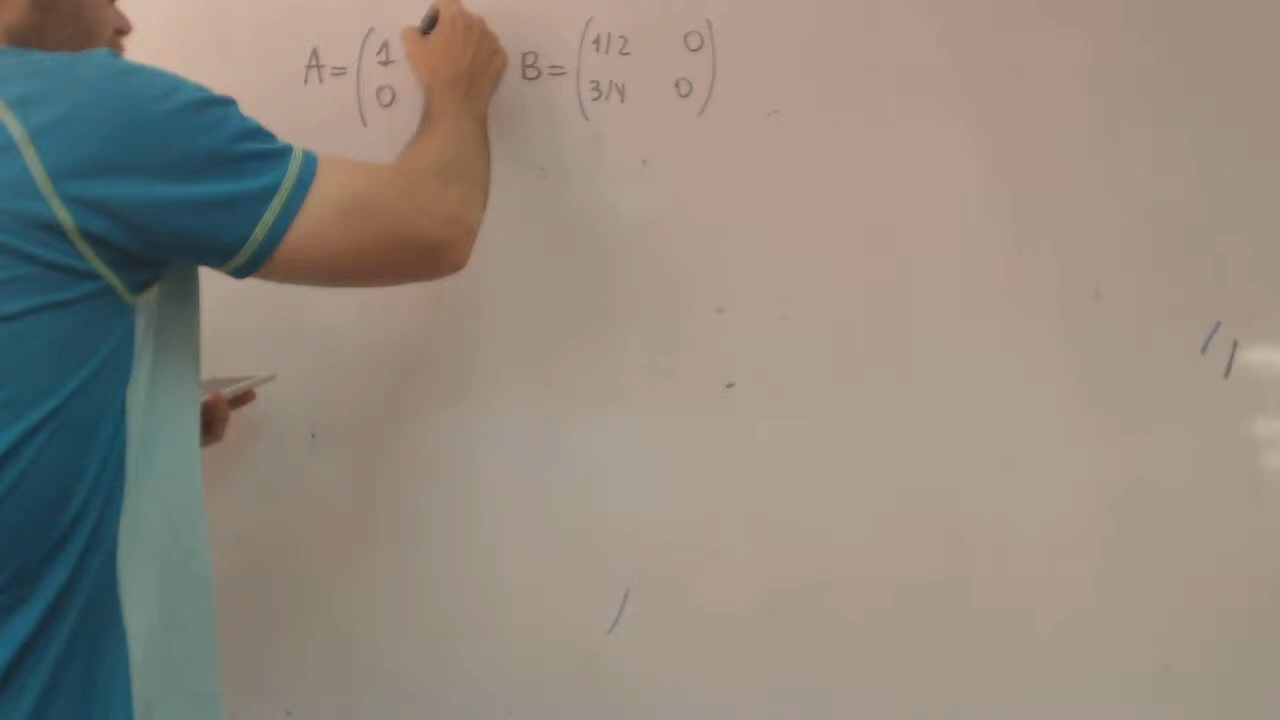 A = ( 1 B = ( 1/2 0 )
0 3/4 0